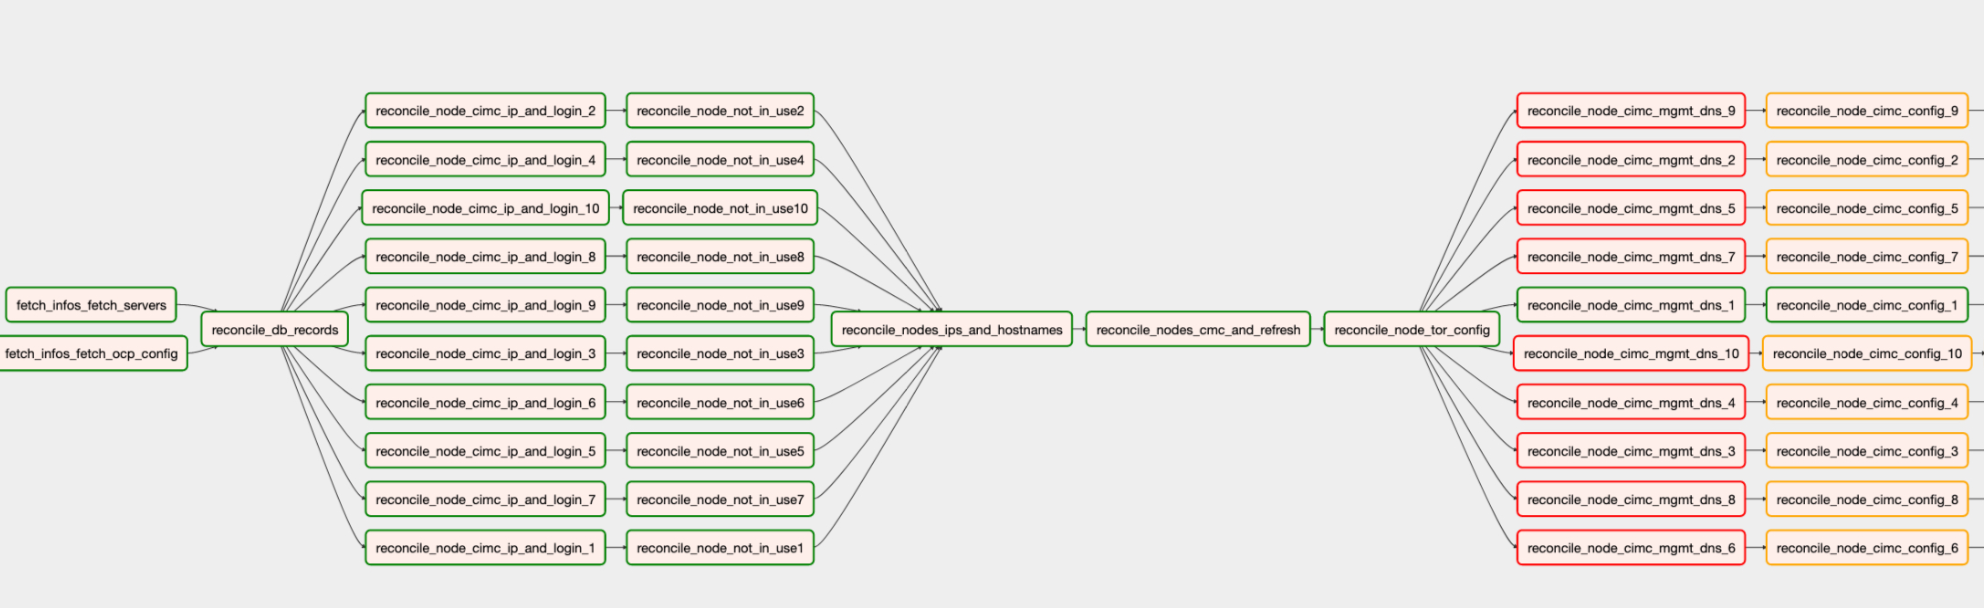 fetch_infos_fetch_servers
fetch_infos_fetch_ocp_config
reconcile_db_records
reconcile_node_cimc_ip_and_login_2
reconcile_node_cimc_ip_and_login_4
reconcile_node_cimc_ip_and_login_10
reconcile_node_cimc_ip_and_login_8
reconcile_node_cimc_ip_and_login_9
reconcile_node_cimc_ip_and_login_3
reconcile_node_cimc_ip_and_login_6
reconcile_node_cimc_ip_and_login_5
reconcile_node_cimc_ip_and_login_7
reconcile_node_cimc_ip_and_login_1
reconcile_node_not_in_use2
reconcile_node_not_in_use4
reconcile_node_not_in_use10
reconcile_node_not_in_use8
reconcile_node_not_in_use9
reconcile_node_not_in_use3
reconcile_node_not_in_use6
reconcile_node_not_in_use5
reconcile_node_not_in_use7
reconcile_node_not_in_use1
reconcile_nodes_ips_and_hostnames
reconcile_nodes_cmc_and_refresh
reconcile_node_tor_config
reconcile_node_cimc_mgmt_dns_9
reconcile_node_cimc_mgmt_dns_2
reconcile_node_cimc_mgmt_dns_5
reconcile_node_cimc_mgmt_dns_7
reconcile_node_cimc_mgmt_dns_1
reconcile_node_cimc_mgmt_dns_10
reconcile_node_cimc_mgmt_dns_4
reconcile_node_cimc_mgmt_dns_3
reconcile_node_cimc_mgmt_dns_8
reconcile_node_cimc_mgmt_dns_6
reconcile_node_cimc_config_9
reconcile_node_cimc_config_2
reconcile_node_cimc_config_5
reconcile_node_cimc_config_7
reconcile_node_cimc_config_1
reconcile_node_cimc_config_10
reconcile_node_cimc_config_4
reconcile_node_cimc_config_3
reconcile_node_cimc_config_8
reconcile_node_cimc_config_6